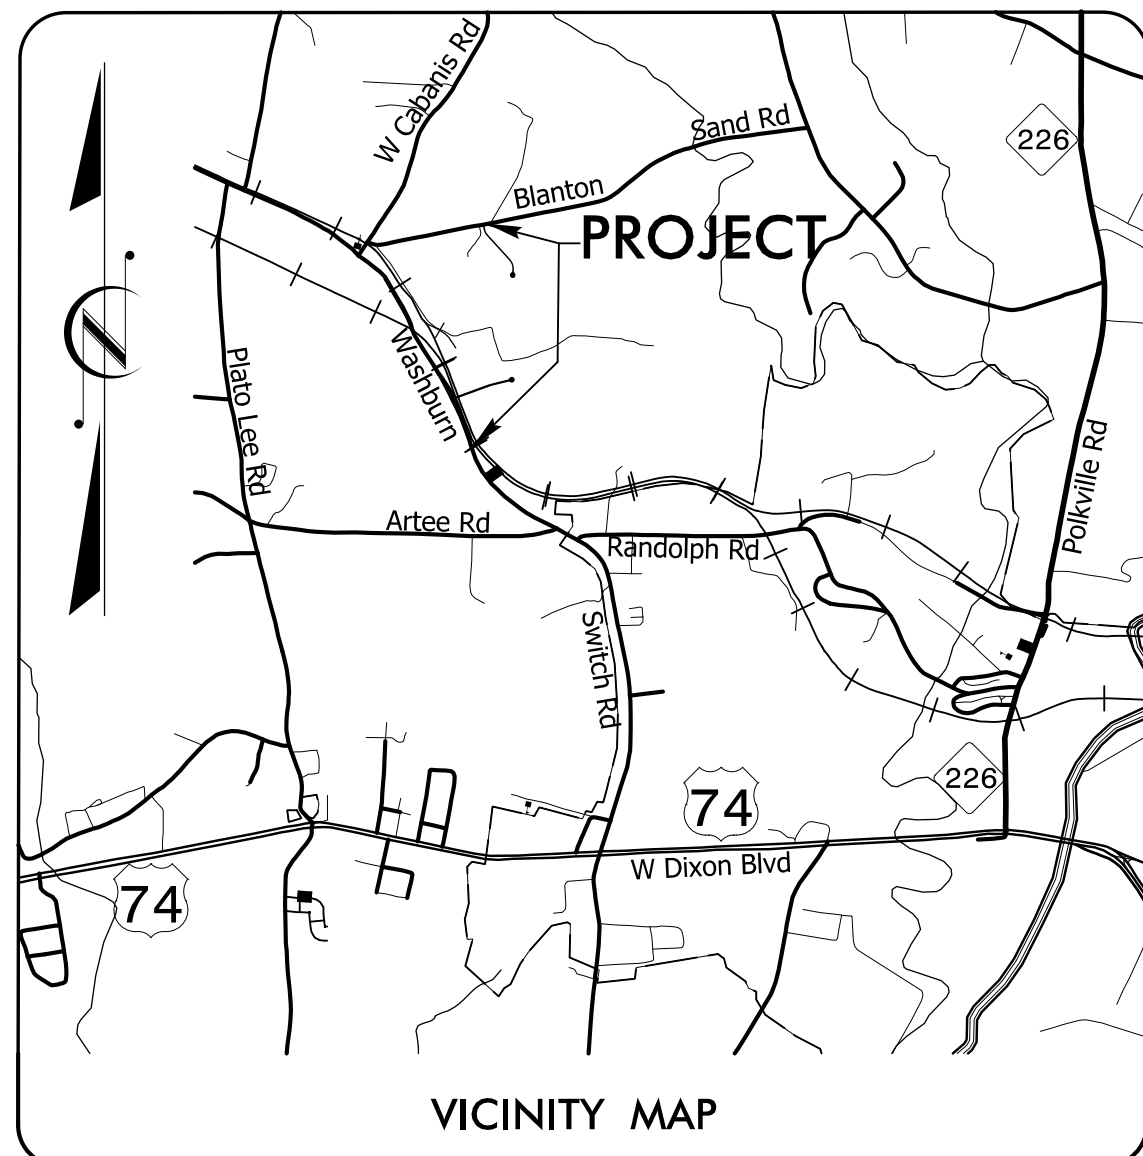 W Cabanis Rd
Sand Rd
226
Blanton
PROJECT
Washburn
Plato Lee Rd
Polkville Rd
Artee Rd
Randolph Rd
Switch Rd
226
74
W Dixon Blvd
74
VICINITY MAP